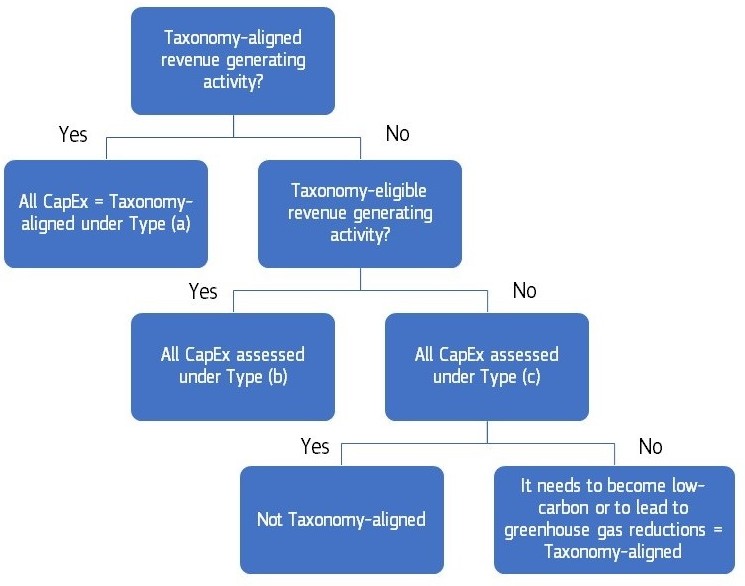 Taxonomy-aligned
revenue generating
activity?
Yes
No
All CapEx = Taxonomy-
aligned under Type (a)
Taxonomy-eligible
revenue generating
activity?
Yes
No
All CapEx assessed
under Type (b)
All CapEx assessed
under Type (c)
Yes
No
Not Taxonomy-aligned
It needs to become low-
carbon or to lead to
greenhouse gas reductions =
Taxonomy-aligned